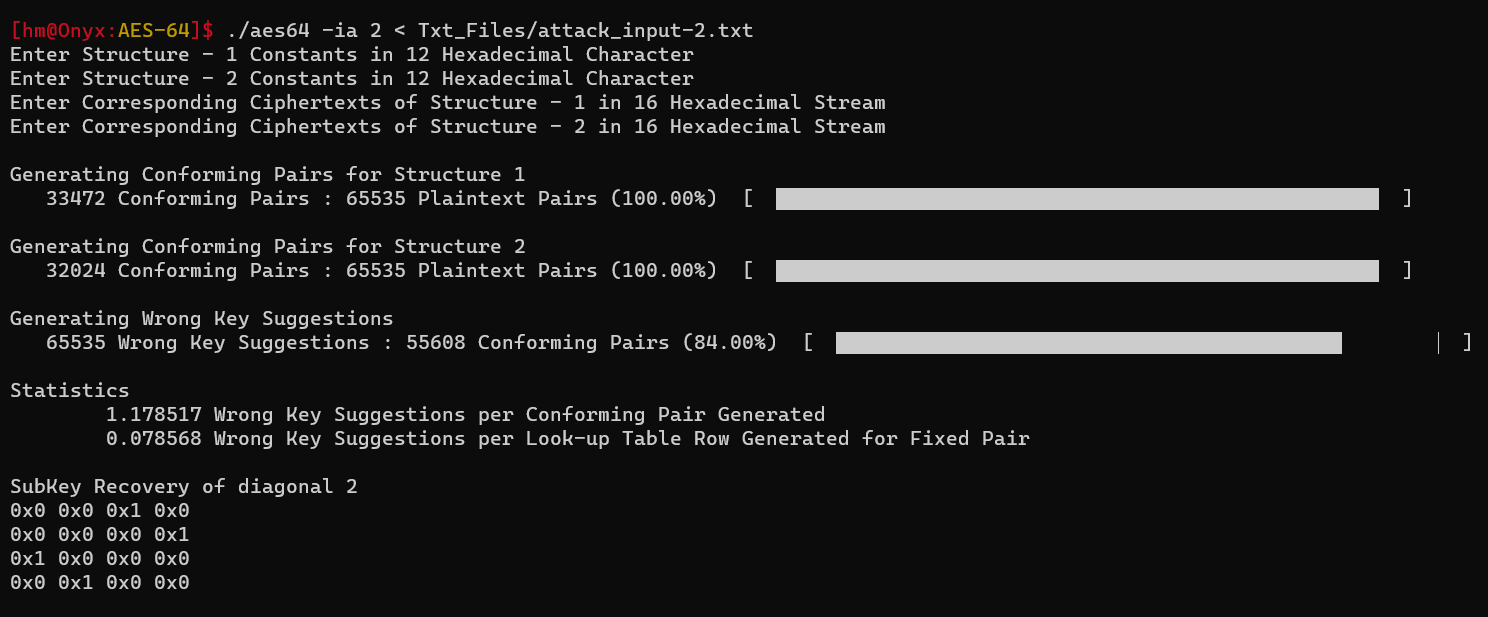 [hm@Onyx:AES-64]$ ./aes64 -ia 2 < Txt_Files/attack_input-2.txt
Enter Structure - 1 Constants in 12 Hexadecimal Character
Enter Structure - 2 Constants in 12 Hexadecimal Character
Enter Corresponding Ciphertexts of Structure - 1 in 16 Hexadecimal Stream
Enter Corresponding Ciphertexts of Structure - 2 in 16 Hexadecimal Stream
Generating Conforming Pairs for Structure 1
33472 Conforming Pairs : 65535 Plaintext Pairs (100.00%) [ ]
Generating Conforming Pairs for Structure 2
32024 Conforming Pairs : 65535 Plaintext Pairs (100.00%) [ ]
Generating Wrong Key Suggestions
65535 Wrong Key Suggestions : 55608 Conforming Pairs (84.00%) [ | ]
Statistics
1.178517 Wrong Key Suggestions per Conforming Pair Generated
0.078568 Wrong Key Suggestions per Look-up Table Row Generated for Fixed Pair
SubKey Recovery of diagonal 2
0x0 0x0 0x1 0x0
0x0 0x0 0x0 0x1
0x1 0x0 0x0 0x0
0x0 0x1 0x0 0x0